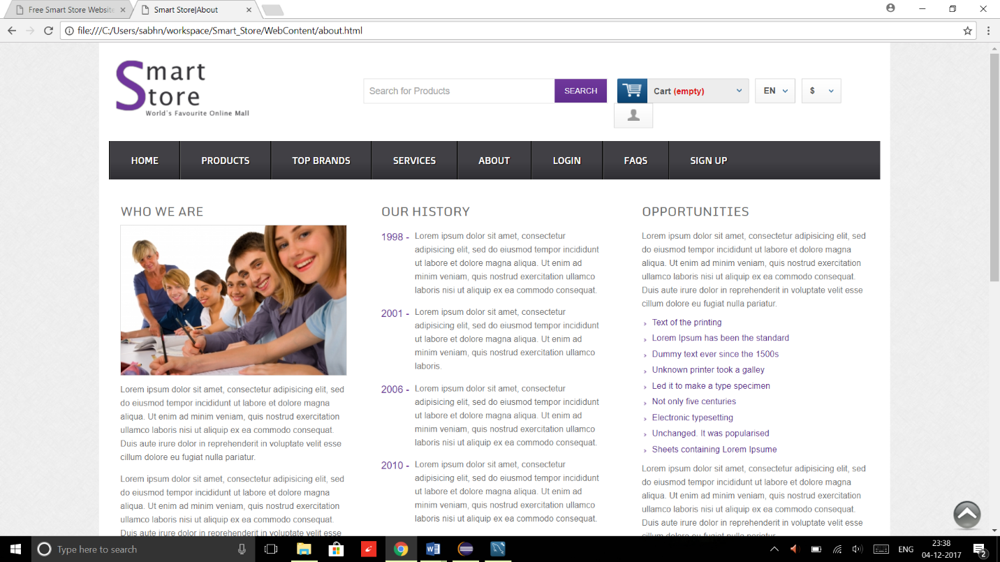 Free Smart Store Website
Smart Store|About
file:///C:/Users/sabhn/workspace/Smart_Store/WebContent/about.html
Smart
Store
World's Favourite Online Mall
Search for Products
SEARCH
Cart (empty)
EN
$
HOME
PRODUCTS
TOP BRANDS
SERVICES
ABOUT
LOGIN
FAQS
SIGN UP
WHO WE ARE
Lorem ipsum dolor sit amet, consectetur adipisicing elit, sed
do eiusmod tempor incididunt ut labore et dolore magna
aliqua. Ut enim ad minim veniam, quis nostrud exercitation
ullamco laboris nisi ut aliquip ex ea commodo consequat.
Duis aute irure dolor in reprehenderit in voluptate velit esse
cillum dolore eu fugiat nulla pariatur.
Lorem ipsum dolor sit amet, consectetur adipisicing elit, sed
do eiusmod tempor incididunt ut labore et dolore magna
aliqua. Ut enim ad minim veniam, quis nostrud exercitation
ullamco laboris nisi ut aliquip ex ea commodo consequat.
Duis aute irure dolor in reprehenderit in voluptate velit esse
OUR HISTORY
1998 - Lorem ipsum dolor sit amet, consectetur
adipisicing elit, sed do eiusmod tempor incididunt
ut labore et dolore magna aliqua. Ut enim ad
minim veniam, quis nostrud exercitation ullamco
laboris nisi ut aliquip ex ea commodo consequat.
2001 - Lorem ipsum dolor sit amet, consectetur
adipisicing elit, sed do eiusmod tempor incididunt
ut labore et dolore magna aliqua. Ut enim ad
minim veniam, quis nostrud exercitation ullamco
laboris.
2006 - Lorem ipsum dolor sit amet, consectetur
adipisicing elit, sed do eiusmod tempor incididunt
ut labore et dolore magna aliqua. Ut enim ad
minim veniam, quis nostrud exercitation ullamco
laboris nisi ut aliquip ex ea commodo consequat.
2010 - Lorem ipsum dolor sit amet, consectetur
adipisicing elit, sed do eiusmod tempor incididunt
ut labore et dolore magna aliqua. Ut enim ad
minim veniam, quis nostrud exercitation ullamco
laboris nisi ut aliquip ex ea commodo consequat.
OPPORTUNITIES
Lorem ipsum dolor sit amet, consectetur adipisicing elit, sed
do eiusmod tempor incididunt ut labore et dolore magna
aliqua. Ut enim ad minim veniam, quis nostrud exercitation
ullamco laboris nisi ut aliquip ex ea commodo consequat.
Duis aute irure dolor in reprehenderit in voluptate velit esse
cillum dolore eu fugiat nulla pariatur.
Text of the printing
Lorem Ipsum has been the standard
Dummy text ever since the 1500s
Unknown printer took a galley
Led it to make a type specimen
Not only five centuries
Electronic typesetting
Unchanged. It was popularised
Sheets containing Lorem Ipsume
Lorem ipsum dolor sit amet, consectetur adipisicing elit, sed
do eiusmod tempor incididunt ut labore et dolore magna
aliqua. Ut enim ad minim veniam, quis nostrud exercitation
ullamco laboris nisi ut aliquip ex ea commodo consequat.
Duis aute irure dolor in reprehenderit in voluptate velit esse
cillum dolore eu fugiat nulla pariatur.
Type here to search
ENG
23:38
04-12-2017
2